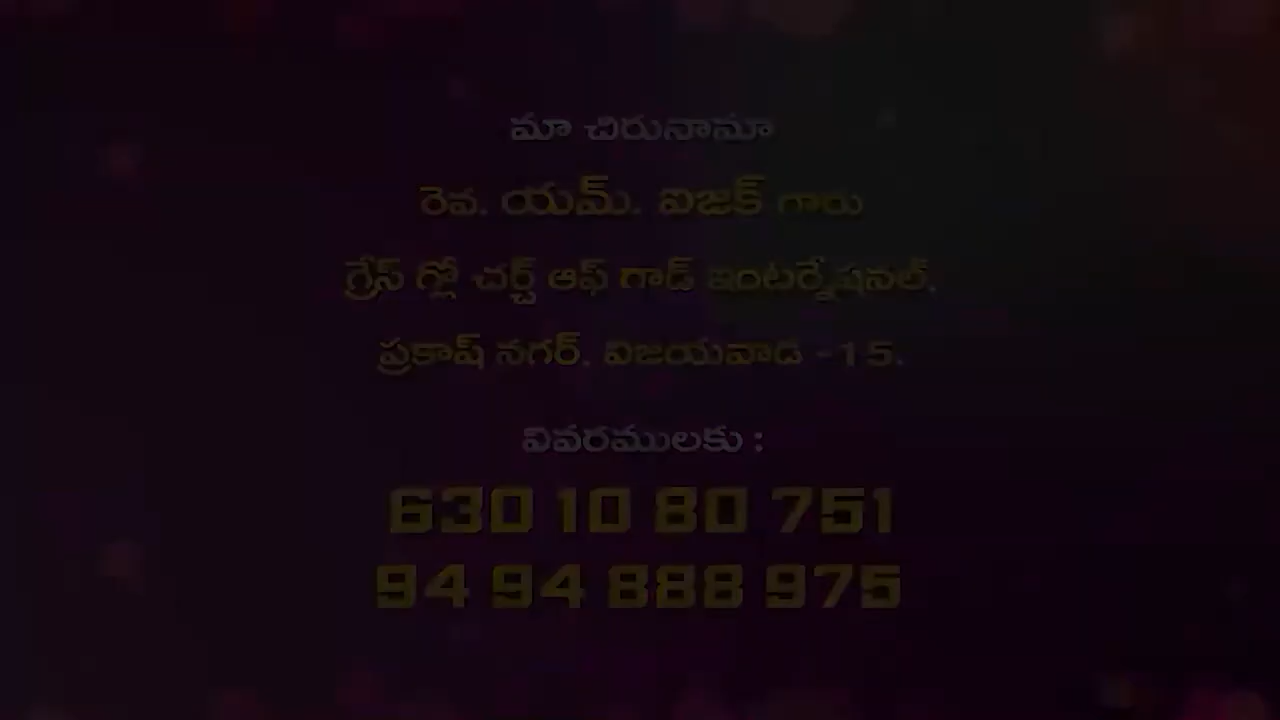 మా చిరునామా
రెవ. యమ్. ఐజక్ గారు
గ్రేస్ గ్లో చర్చ్ ఆఫ్ గాడ్ ఇంటర్నేషనల్,
ప్రకాష్ నగర్, విజయవాడ -15.
వివరములకు :
630 10 80 751
94 94 888 975